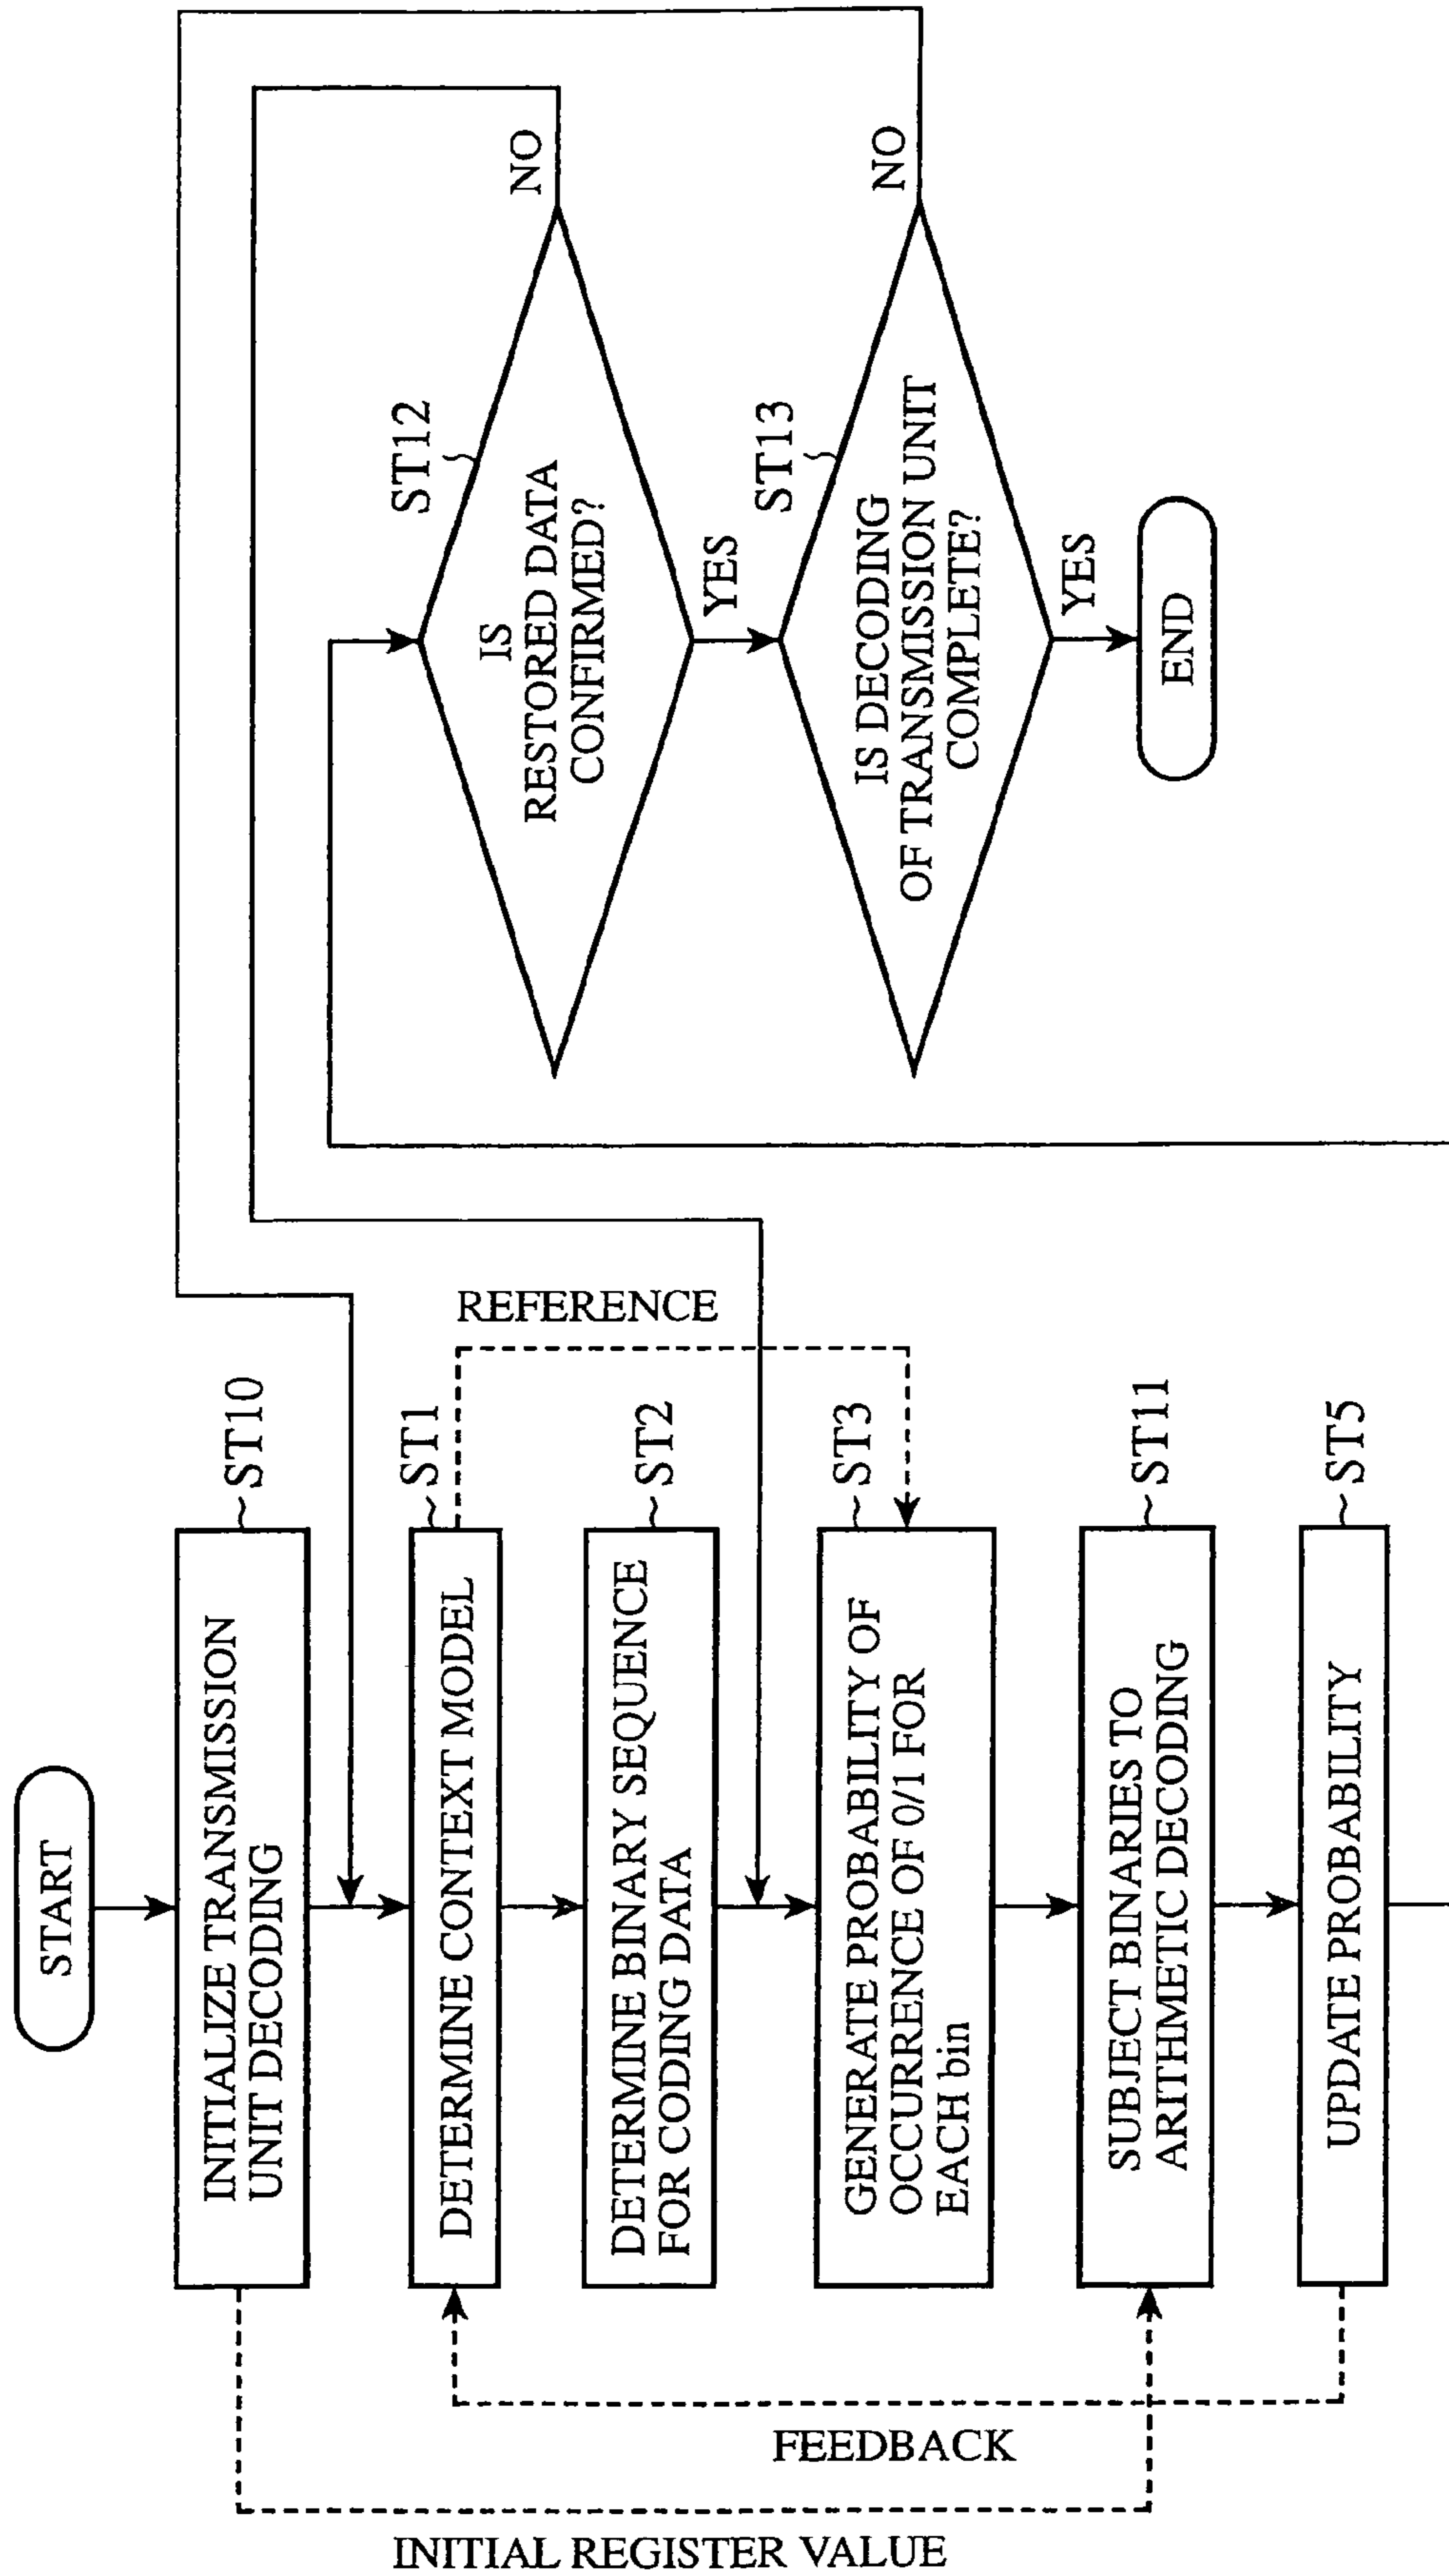 START
INITIALIZE TRANSMISSION
UNIT DECODING
ST10
DETERMINE CONTEXT MODEL
ST1
DETERMINE BINARY SEQUENCE
FOR CODING DATA
ST2
GENERATE PROBABILITY OF
OCCURRENCE OF 0/1 FOR
EACH bin
ST3
SUBJECT BINARIES TO
ARITHMETIC DECODING
ST11
UPDATE PROBABILITY
ST5
INITIAL REGISTER VALUE
FEEDBACK
REFERENCE
IS
RESTORED DATA
CONFIRMED?
ST12
NO
YES
IS DECODING
OF TRANSMISSION UNIT
COMPLETE?
ST13
NO
YES
END